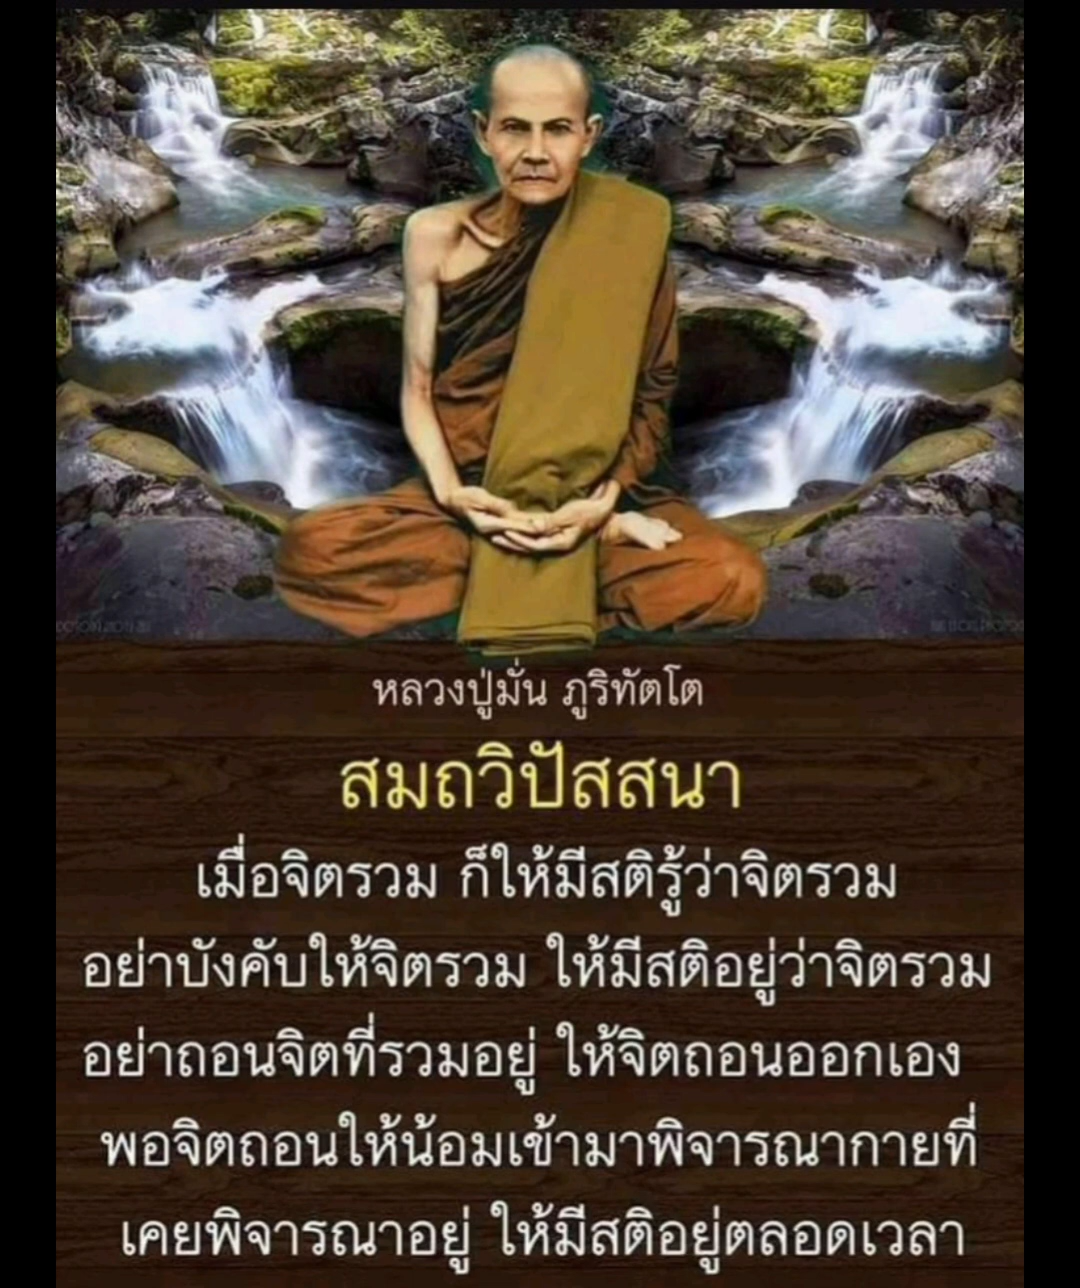 หลวงปู่มั่น ภูริทัตโต
สมถวิปัสสนา
เมื่อจิตรวม ก็ให้มีสติรู้ว่าจิตรวม
อย่าบังคับให้จิตรวม ให้มีสติอยู่ว่าจิตรวม
อย่าถอนจิตที่รวมอยู่ ให้จิตถอนออกเอง
พอจิตถอนให้น้อมเข้ามาพิจารณากายที่
เคยพิจารณาอยู่ ให้มีสติอยู่ตลอดเวลา